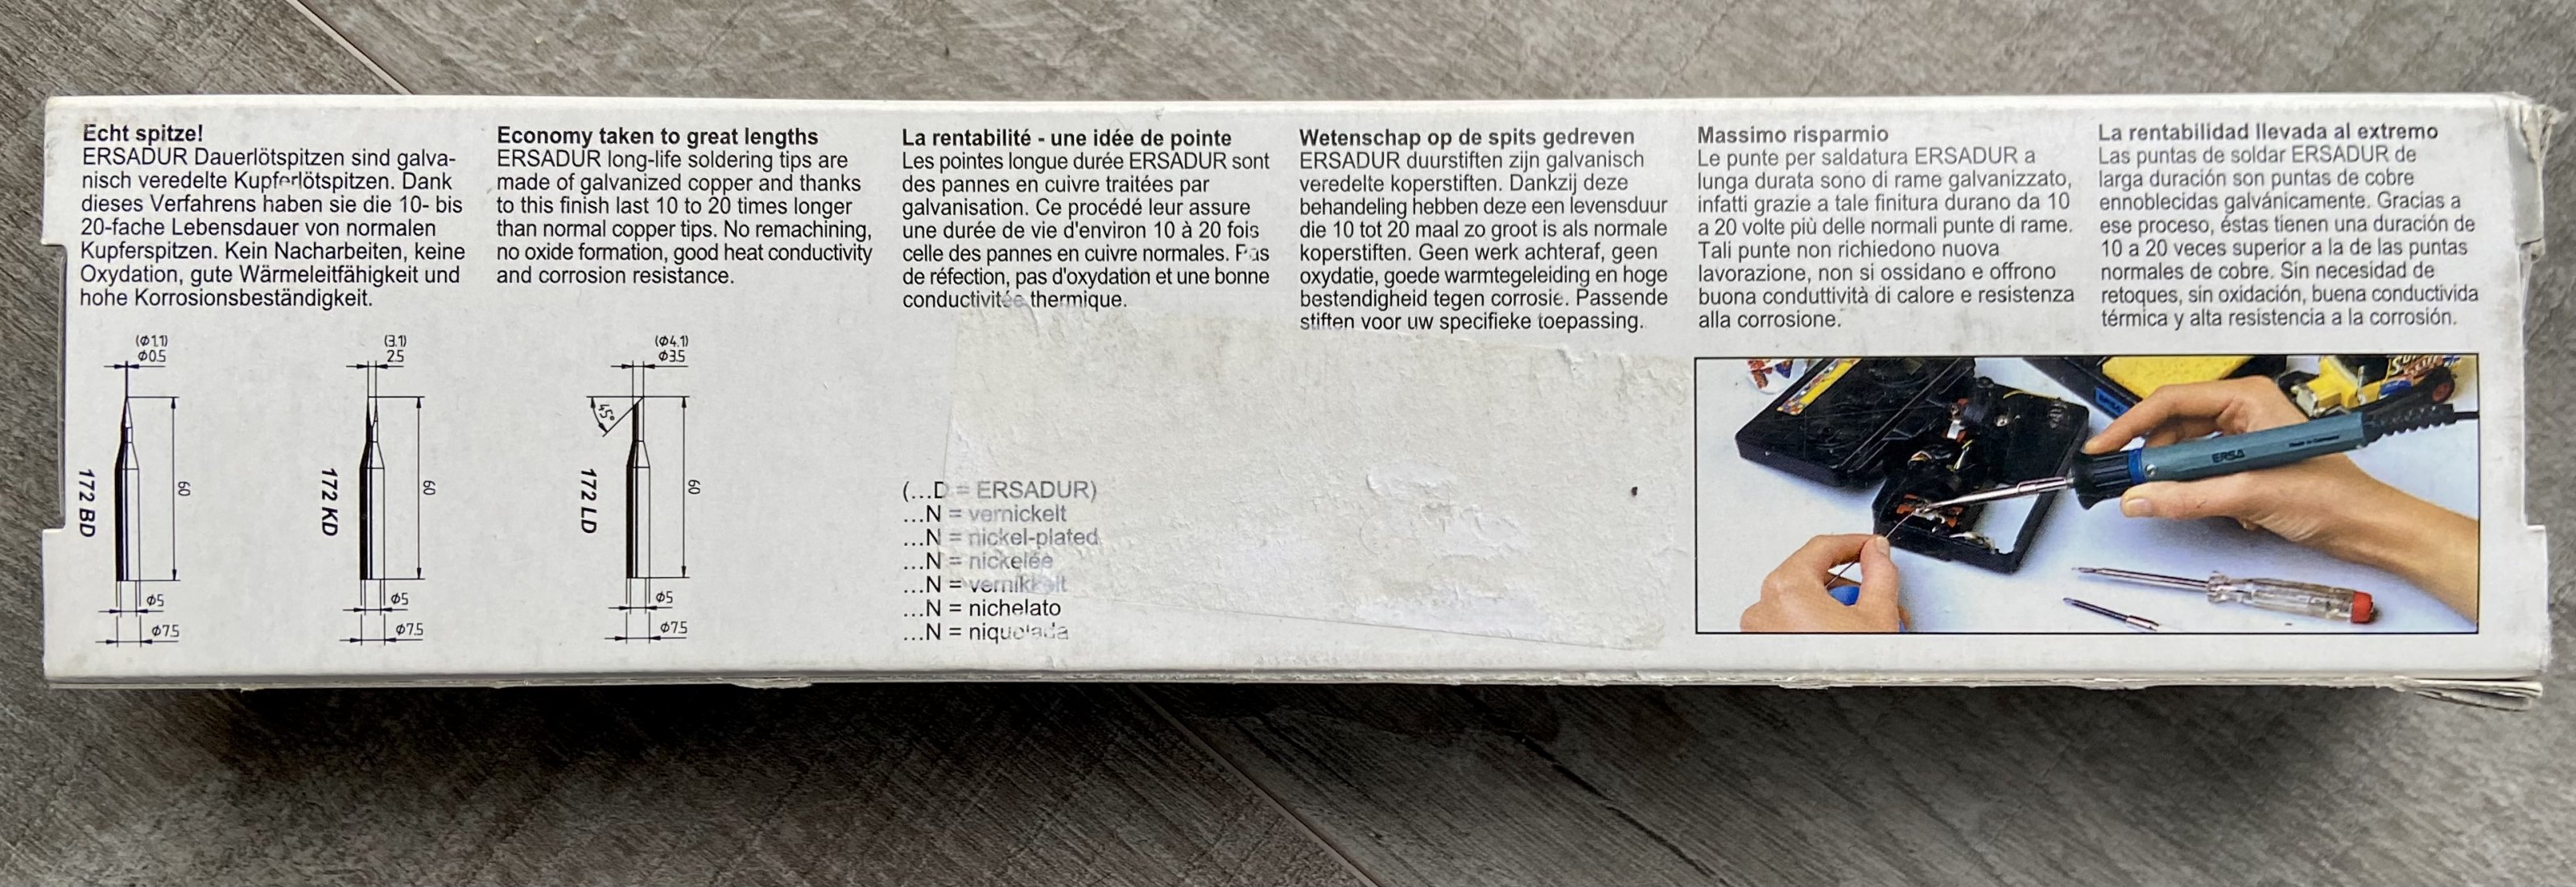 Echt spitze!
ERSADUR Dauerlötspitzen sind galva-
nisch veredelte Kupferlötspitzen. Dank
dieses Verfahrens haben sie die 10- bis
20-fache Lebensdauer von normalen
Kupferspitzen. Kein Nacharbeiten, keine
Oxydation, gute Wärmeleitfähigkeit und
hohe Korrosionsbeständigkeit.
Economy taken to great lengths
ERSADUR long-life soldering tips are
made of galvanized copper and thanks
to this finish last 10 to 20 times longer
than normal copper tips. No remachining,
no oxide formation, good heat conductivity
and corrosion resistance.
La rentabilité - une idée de pointe
Les pointes longue durée ERSADUR sont
des pannes en cuivre traitées par
galvanisation. Ce procédé leur assure
une durée de vie d'environ 10 à 20 fois
celle des pannes en cuivre normales. Pas
de réfection, pas d'oxydation et une bonne
conductivitée thermique.
Wetenschap op de spits gedreven
ERSADUR duurstiften zijn galvanisch
veredelte koperstiften. Dankzij deze
behandeling hebben deze een levensduur
die 10 tot 20 maal zo groot is als normale
koperstiften. Geen werk achteraf, geen
oxydatie, goede warmtegeleiding en hoge
bestendigheid tegen corrosie. Passende
stiften voor uw specifieke toepassing.
Massimo risparmio
Le punte per saldatura ERSADUR a
lunga durata sono di rame galvanizzato,
infatti grazie a tale finitura durano da 10
a 20 volte più delle normali punte di rame.
Tali punte non richiedono nuova
lavorazione, non si ossidano e offrono
buona conduttività di calore e resistenza
alla corrosione.
La rentabilidad llevada al extremo
Las puntas de soldar ERSADUR de
larga duración son puntas de cobre
ennoblecidas galvánicamente. Gracias a
ese proceso, éstas tienen una duración de
10 a 20 veces superior a la de las puntas
normales de cobre. Sin necesidad de
retoques, sin oxidación, buena conductivida
térmica y alta resistencia a la corrosión.
(Φ1.1)
Φ0.5
60
172 BD
Φ5
Φ7.5
(3.1)
2.5
60
172 KD
Φ5
Φ7.5
(Φ4.1)
Φ3.5
45°
60
172 LD
Φ5
Φ7.5
(...D = ERSADUR)
...N = vernickelt
...N = nickel-plated
...N = nickelée
...N = vernikkelt
...N = nichelato
...N = niquelada
ERSA